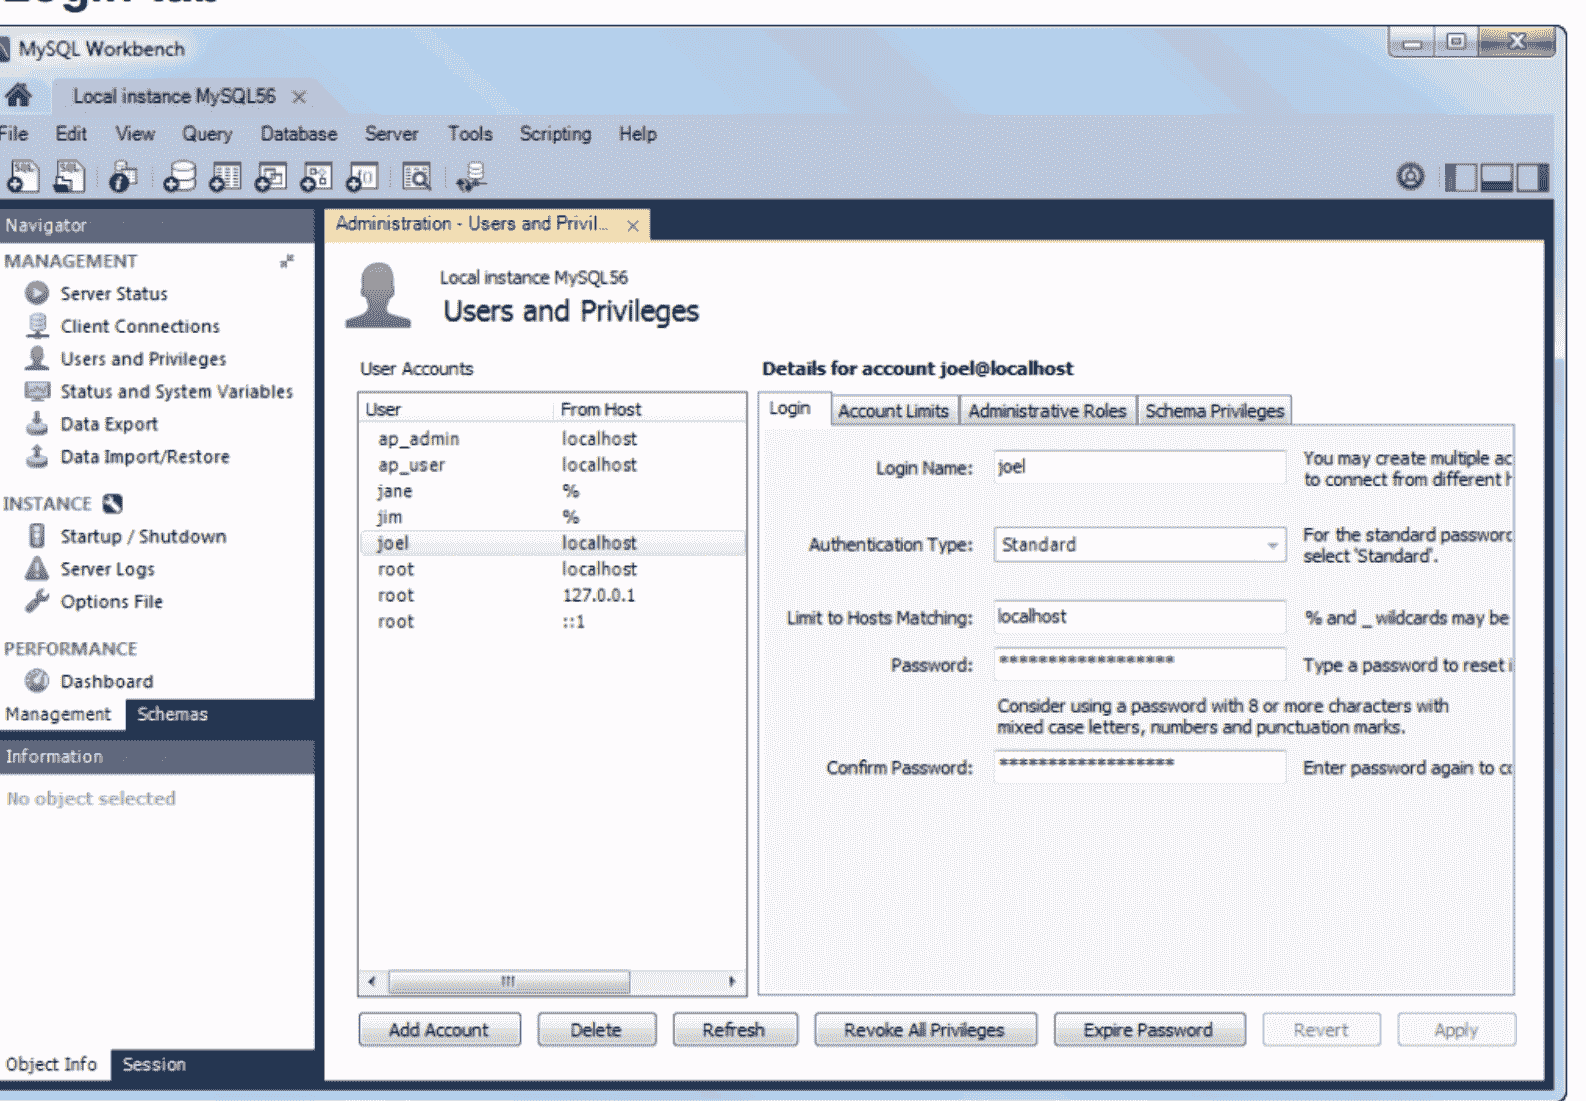 Login tab
MySQL Workbench
Local instance MySQL56
File Edit View Query Database Server Tools Scripting Help
Navigator
MANAGEMENT
Server Status
Client Connections
Users and Privileges
Status and System Variables
Data Export
Data Import/Restore
INSTANCE
Startup / Shutdown
Server Logs
Options File
PERFORMANCE
Dashboard
Management Schemas
Information
No object selected
Object Info Session
Administration - Users and Privil...
Local instance MySQL56
Users and Privileges
User Accounts
User From Host
ap_admin localhost
ap_user localhost
jane %
jim %
joel localhost
root localhost
root 127.0.0.1
root ::1
Details for account joel@localhost
Login Account Limits Administrative Roles Schema Privileges
Login Name: joel
You may create multiple ac
to connect from different h
Authentication Type: Standard
For the standard password
select 'Standard'.
Limit to Hosts Matching: localhost % and _ wildcards may be
Password: ****************** Type a password to reset i
Consider using a password with 8 or more characters with
mixed case letters, numbers and punctuation marks.
Confirm Password: ****************** Enter password again to co
Add Account Delete Refresh Revoke All Privileges Expire Password Revert Apply